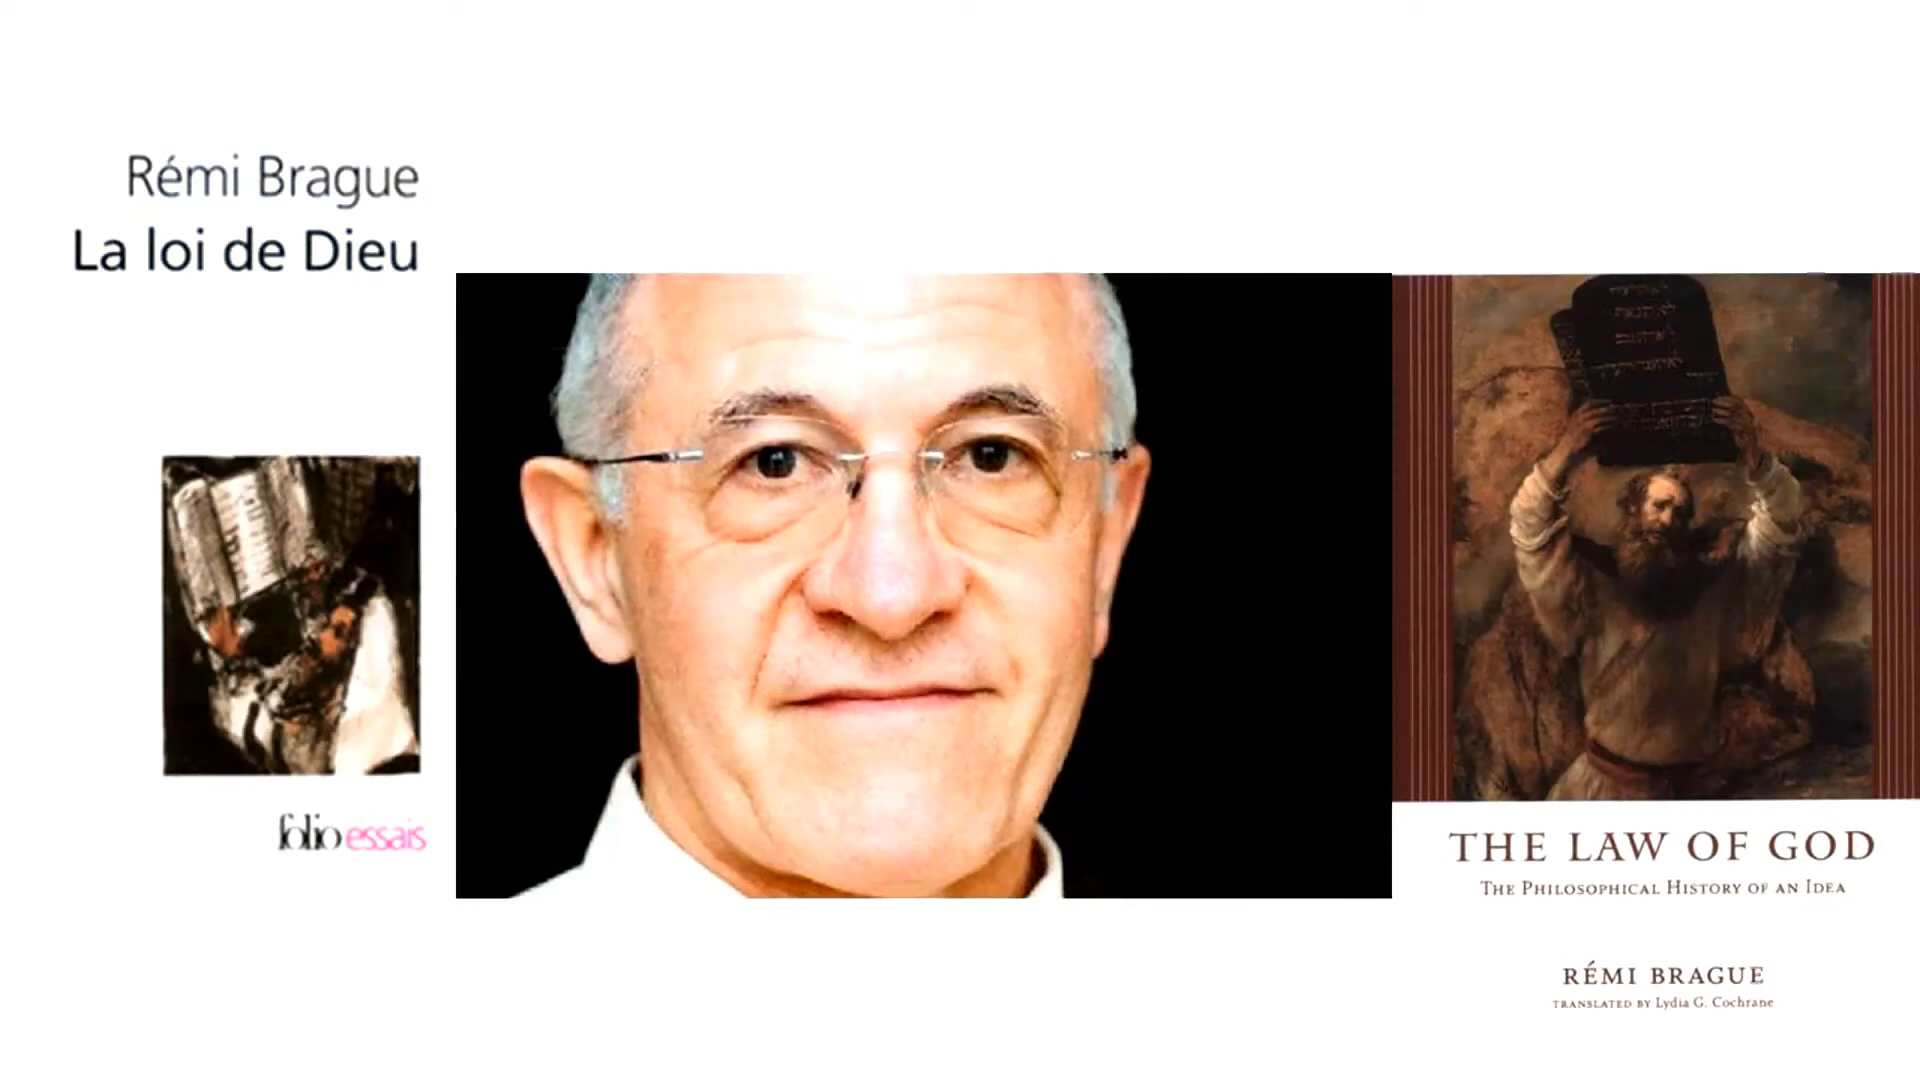 Rémi Brague
La loi de Dieu
folio essais
THE LAW OF GOD
THE PHILOSOPHICAL HISTORY OF AN IDEA
RÉMI BRAGUE
TRANSLATED BY Lydia G. Cochrane